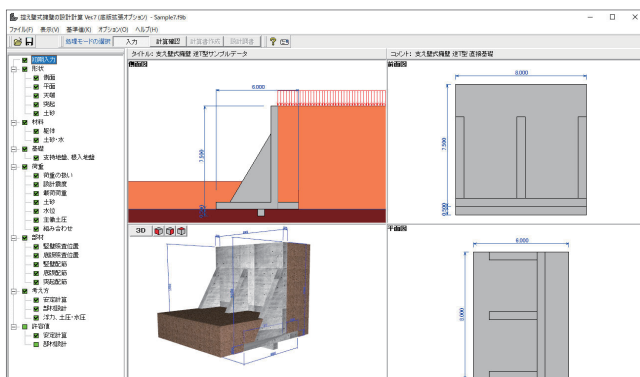 控え壁式擁壁の設計計算 Ver.7 (底版拡張オプション) - Sample7.f9b
ファイル(F) 表示(V) 基準値(K) オプション(O) ヘルプ(H)
処理モードの選択 入力 計算確認 計算書作成 設計調書
タイトル: 支え壁式擁壁 逆T型サンプルデータ
コメント: 支え壁式擁壁 逆T型 直接基礎
初期入力
形状
側面
平面
天端
突起
土砂
材料
躯体
土砂・水
基礎
支持地盤、根入地盤
荷重
荷重の扱い
設計震度
載荷荷重
土砂
水位
土圧
組み合わせ
部材
竪壁照査位置
底版照査位置
竪壁配筋
底版配筋
突起配筋
考え方
安定計算
部材設計
浮力、土圧・水圧
許容値
安定計算
部材設計
側面図
6.000
7.500
前面図
8.000
7.500
0.500
3D
平面図
6.000
8.000